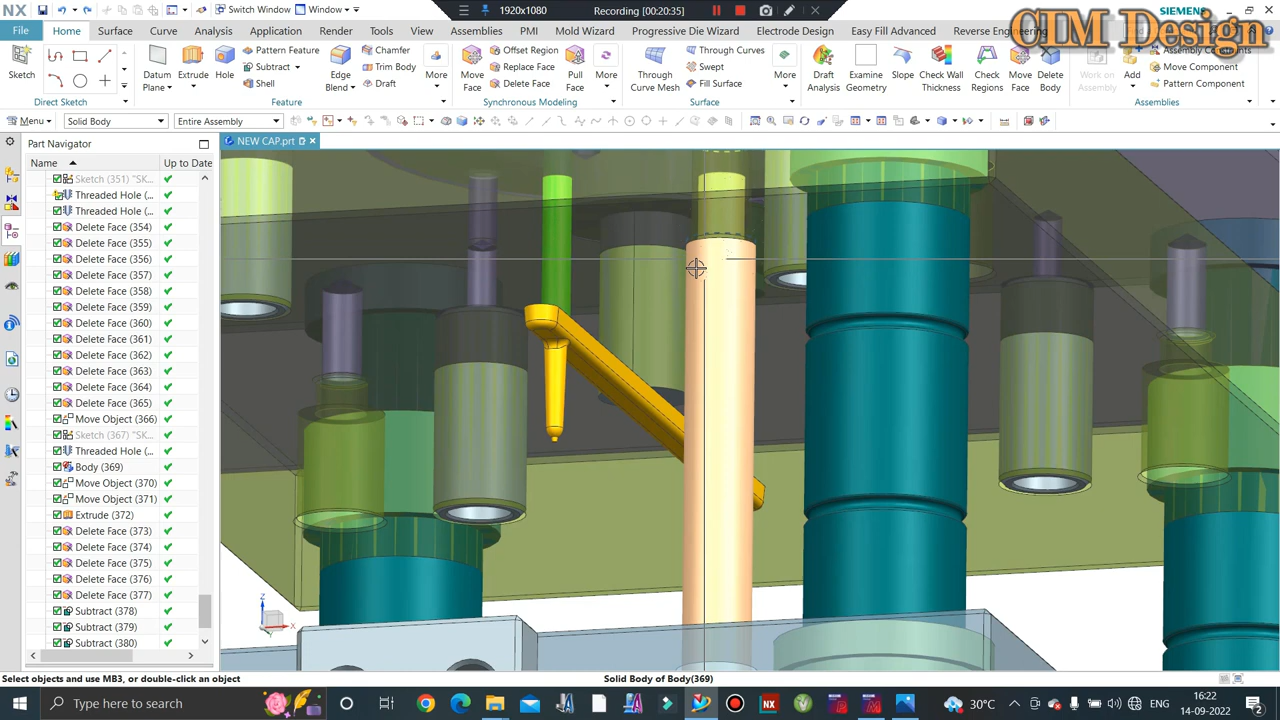 NX
Switch Window
Window
1920x1080
Recording [00:20:35]
SIEMENS
CIM Design
File
Home
Surface
Curve
Analysis
Application
Render
Tools
View
Assemblies
PMI
Mold Wizard
Progressive Die Wizard
Electrode Design
Easy Fill Advanced
Reverse Engineering
Sketch
Datum Plane
Extrude
Hole
Pattern Feature
Subtract
Shell
Edge Blend
Chamfer
Trim Body
Draft
More
Move Face
Offset Region
Replace Face
Delete Face
Pull Face
More
Through Curve Mesh
Through Curves
Swept
Fill Surface
More
Draft Analysis
Examine Geometry
Slope
Check Wall Thickness
Check Regions
Move Face
Delete Body
Work on Assembly
Add
Assembly Constraints
Move Component
Pattern Component
Direct Sketch
Feature
Synchronous Modeling
Surface
Assemblies
Menu
Solid Body
Entire Assembly
Part Navigator
NEW CAP.prt
Name
Up to Date
Sketch (351) "SK...
Threaded Hole (...
Threaded Hole (...
Delete Face (354)
Delete Face (355)
Delete Face (356)
Delete Face (357)
Delete Face (358)
Delete Face (359)
Delete Face (360)
Delete Face (361)
Delete Face (362)
Delete Face (363)
Delete Face (364)
Delete Face (365)
Move Object (366)
Sketch (367) "SK...
Threaded Hole (...
Body (369)
Move Object (370)
Move Object (371)
Extrude (372)
Delete Face (373)
Delete Face (374)
Delete Face (375)
Delete Face (376)
Delete Face (377)
Subtract (378)
Subtract (379)
Subtract (380)
Z
X
Select objects and use MB3, or double-click an object
Solid Body of Body(369)
Type here to search
NX
30°C
ENG
16:22
14-09-2022
2